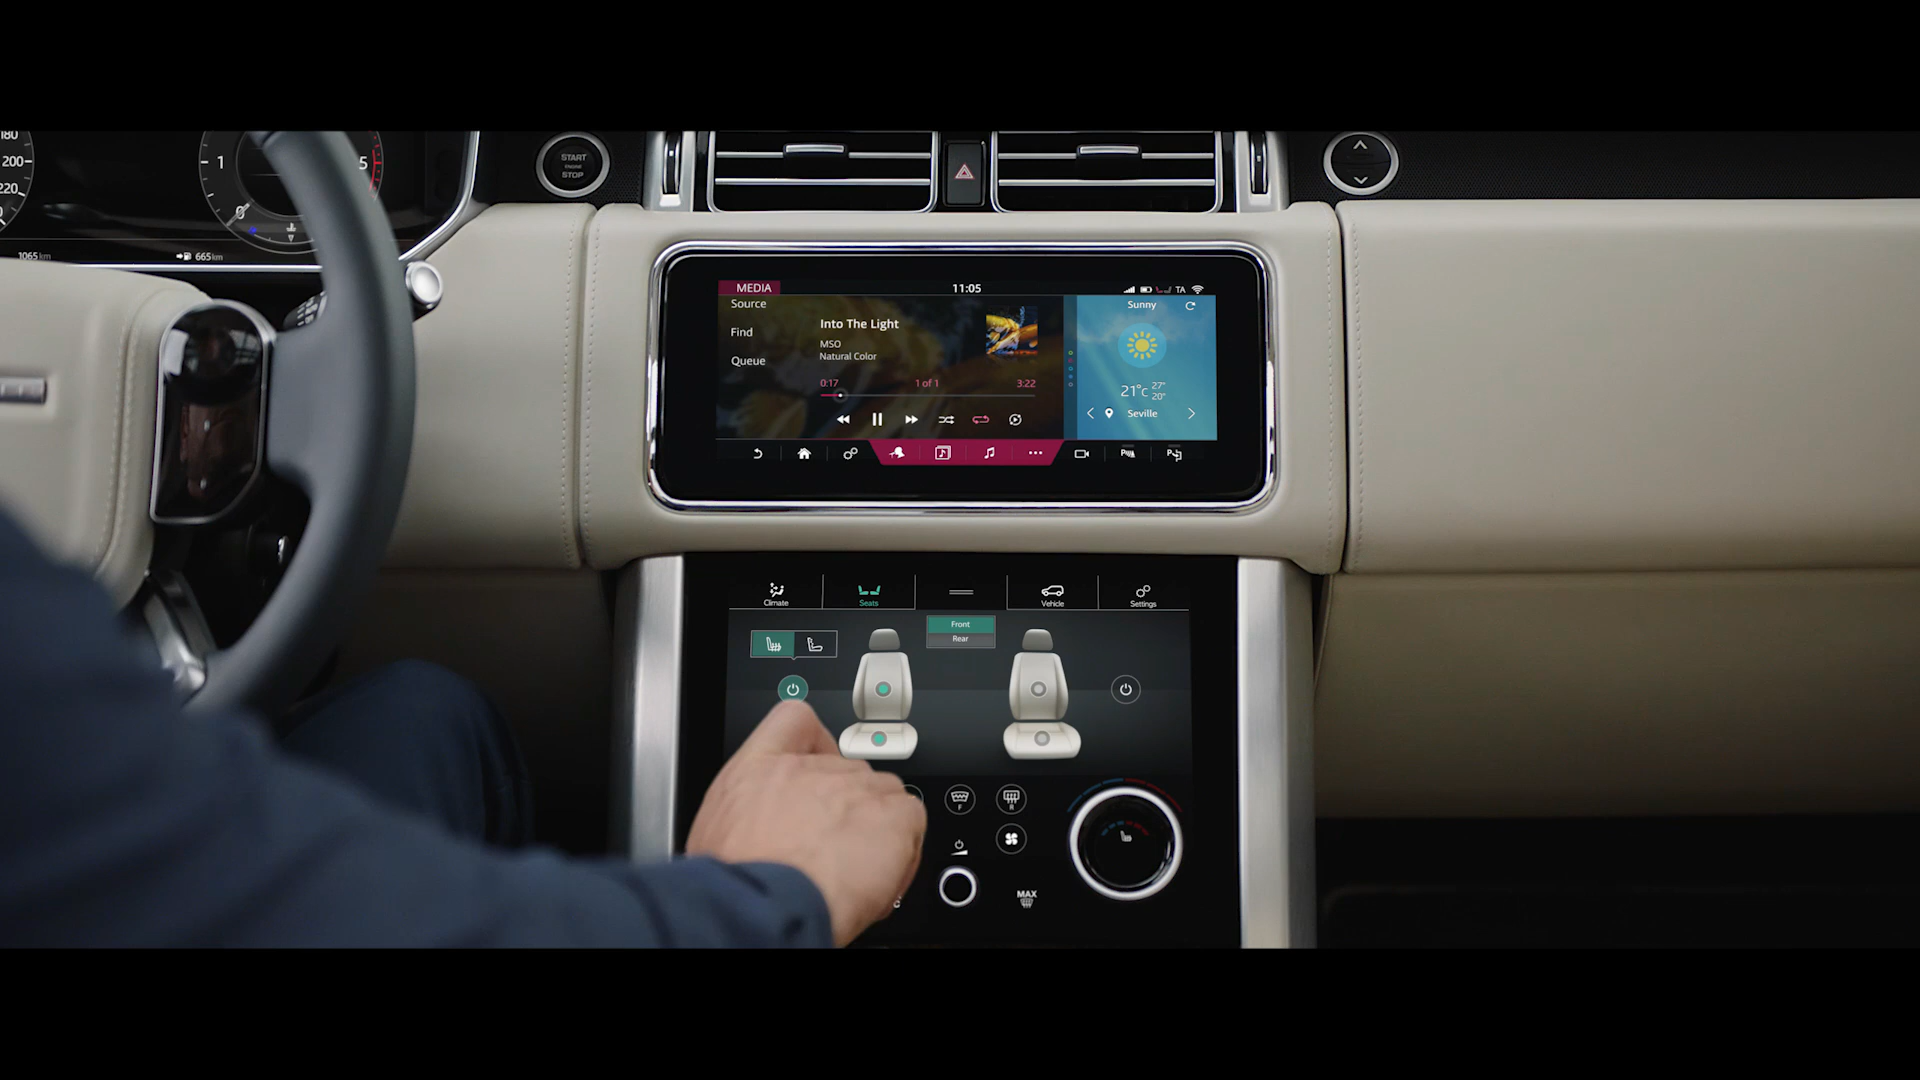 180
200
220
1
5
0
1065 km
665 km
START
ENGINE
STOP
MEDIA
11:05
TA
Source
Find
Queue
Into The Light
MSO
Natural Color
0:17
1 of 1
3:22
Sunny
21°C
27°
20°
Seville
Climate
Seats
Vehicle
Settings
Front
Rear
F
R
MAX